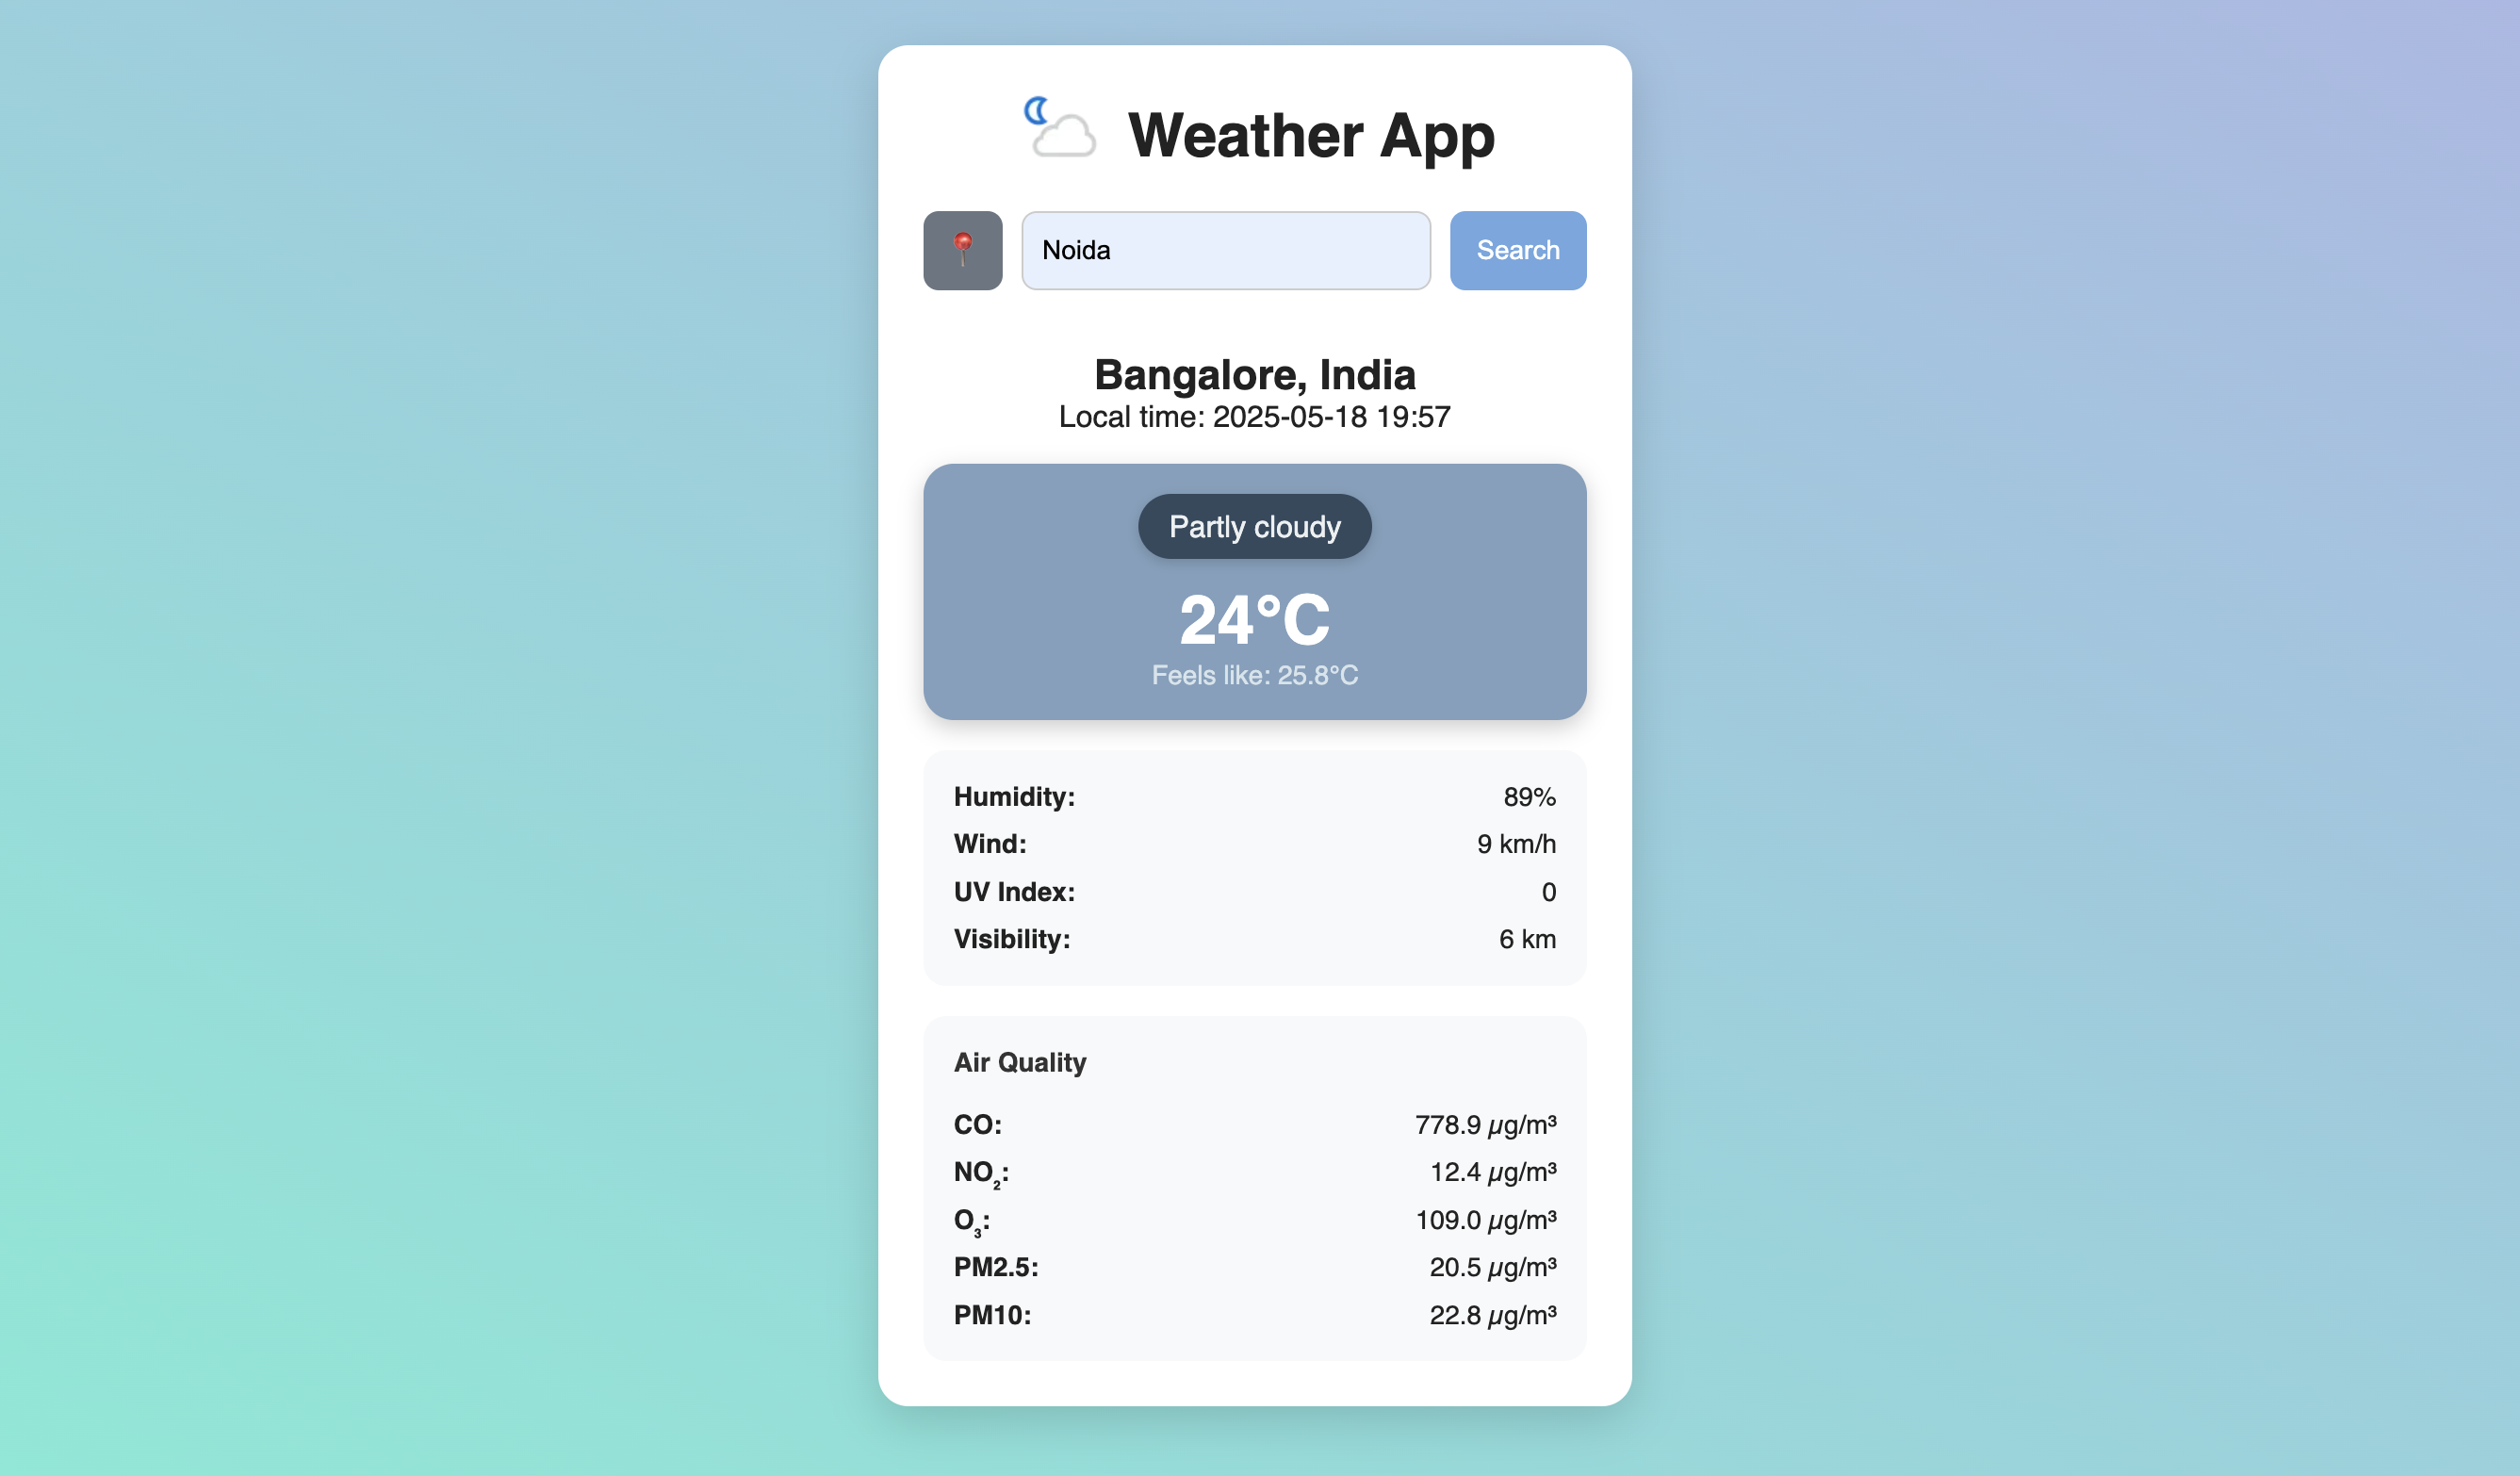 Weather App
Noida
Search
Bangalore, India
Local time: 2025-05-18 19:57
Partly cloudy
24°C
Feels like: 25.8°C
Humidity: 89%
Wind: 9 km/h
UV Index: 0
Visibility: 6 km
Air Quality
CO: 778.9 µg/m³
NO₂: 12.4 µg/m³
O₃: 109.0 µg/m³
PM2.5: 20.5 µg/m³
PM10: 22.8 µg/m³